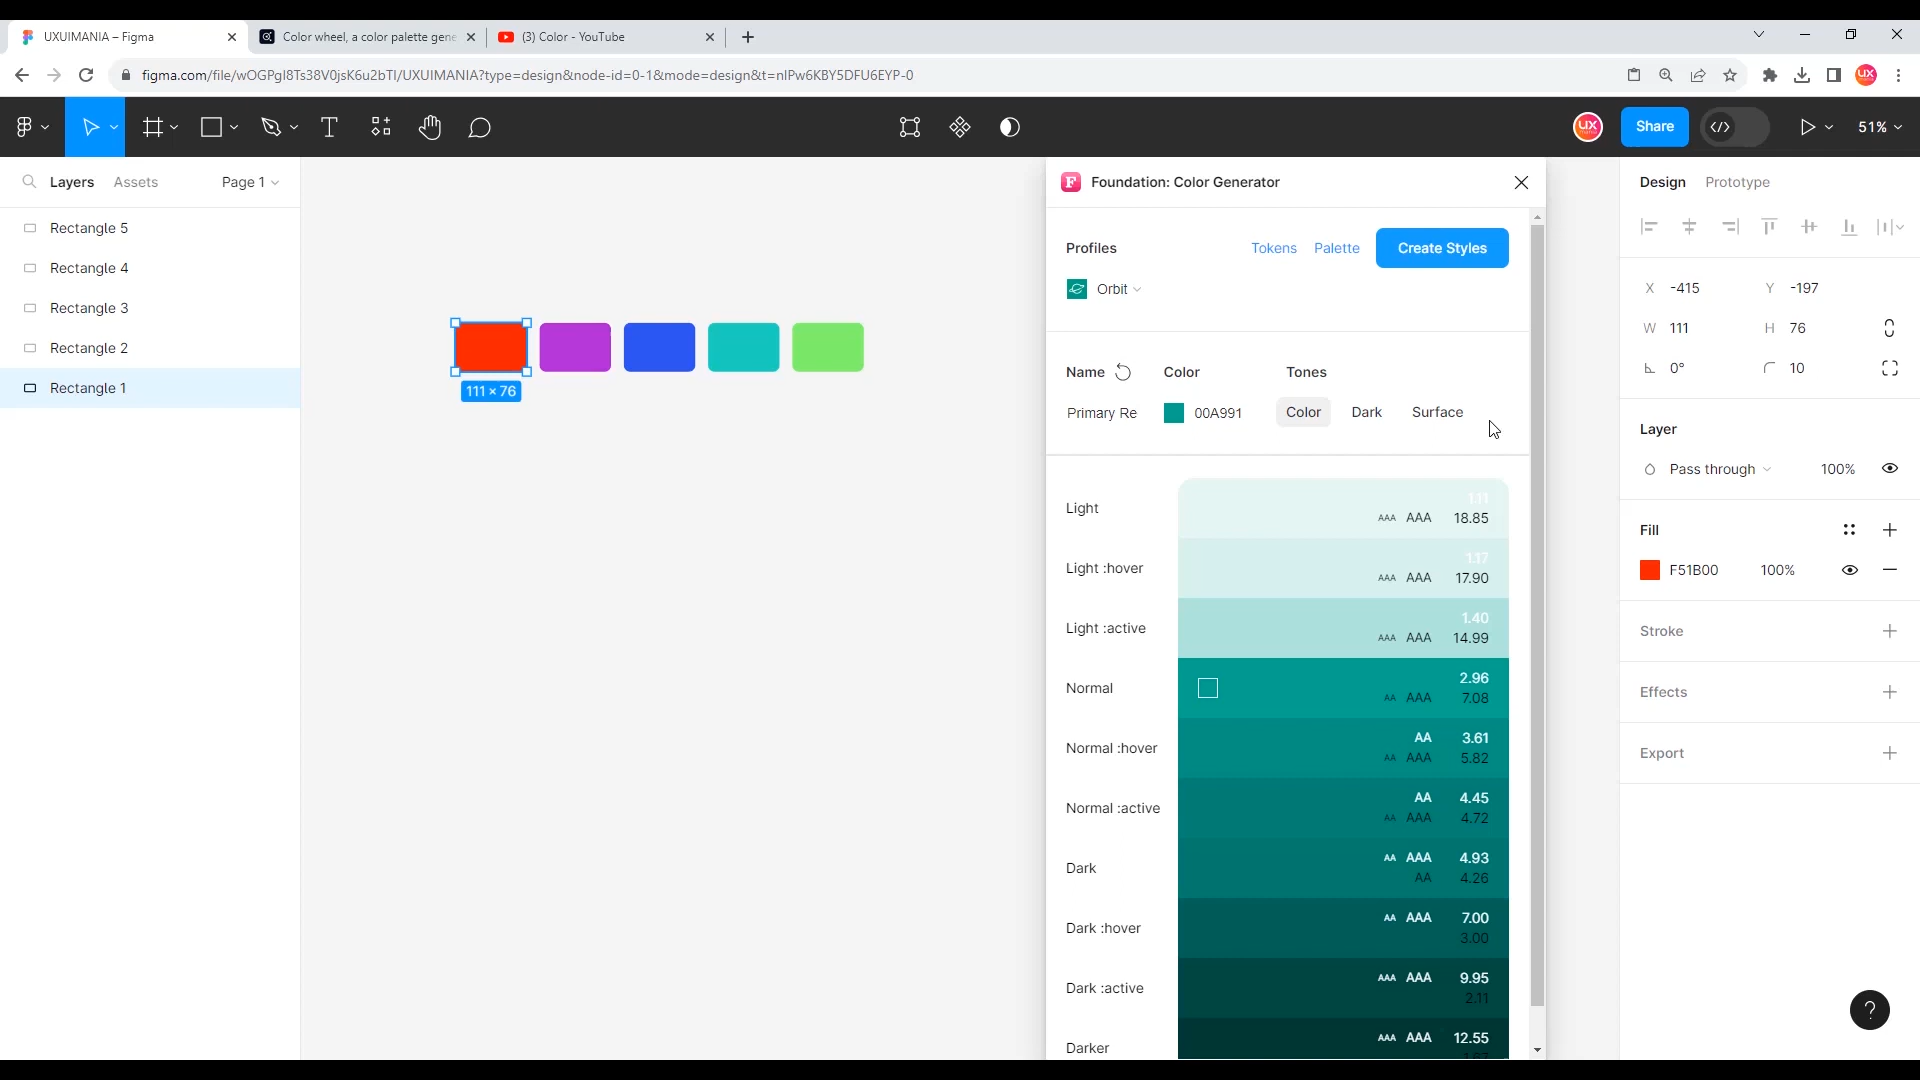 UXUIMANIA – Figma
Color wheel, a color palette gene
(3) Color - YouTube
figma.com/file/wOGPgI8Ts38V0jsK6u2bTl/UXUIMANIA?type=design&node-id=0-1&mode=design&t=nIPw6KBY5DFU6EYP-0
Share
51%
Layers
Assets
Page 1
Rectangle 5
Rectangle 4
Rectangle 3
Rectangle 2
Rectangle 1
111 × 76
Foundation: Color Generator
Profiles
Tokens
Palette
Create Styles
Orbit
Name
Color
Tones
Primary Re
00A991
Color
Dark
Surface
Light
1.11
AAA AAA 18.85
Light :hover
1.17
AAA AAA 17.90
Light :active
1.40
AAA AAA 14.99
Normal
2.96
AA AAA 7.08
Normal :hover
AA 3.61
AA AAA 5.82
Normal :active
AA 4.45
AA AAA 4.72
Dark
AA AAA 4.93
AA 4.26
Dark :hover
AA AAA 7.00
3.00
Dark :active
AAA AAA 9.95
2.11
Darker
AAA AAA 12.55
Design
Prototype
X -415
Y -197
W 111
H 76
0°
10
Layer
Pass through
100%
Fill
F51B00
100%
Stroke
Effects
Export
?